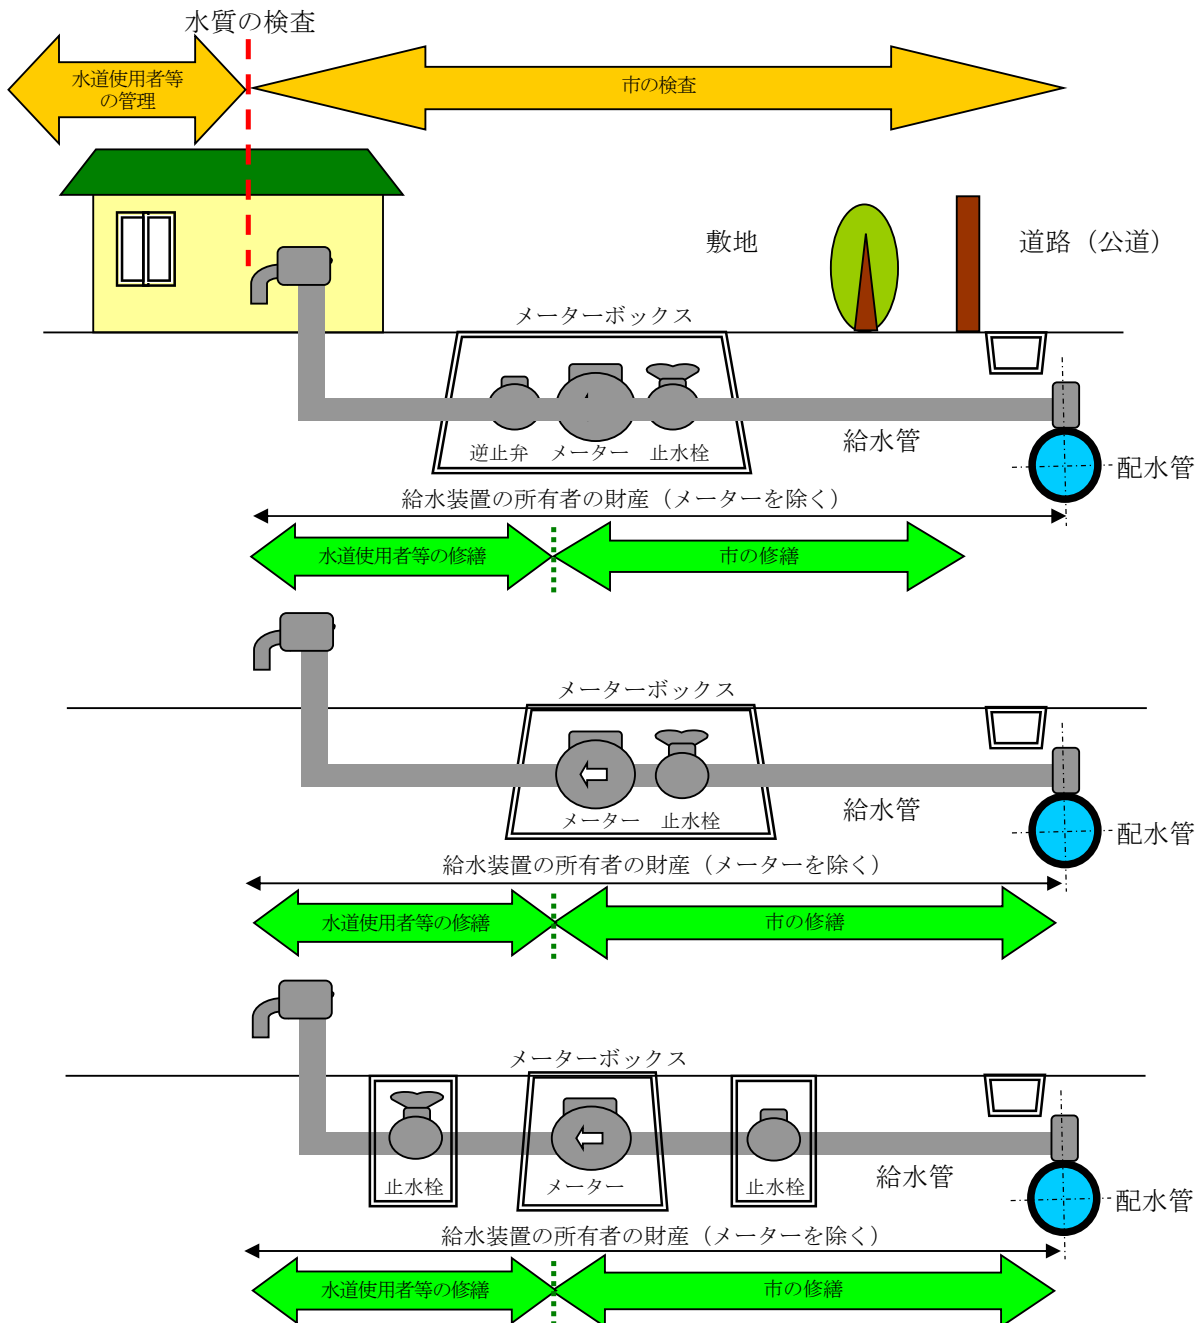 水質の検査
水道使用者等
の管理
市の検査
敷地
道路（公道）
メーターボックス
逆止弁
メーター
止水栓
給水管
配水管
給水装置の所有者の財産（メーターを除く）
水道使用者等の修繕
市の修繕
メーターボックス
メーター
止水栓
給水管
配水管
給水装置の所有者の財産（メーターを除く）
水道使用者等の修繕
市の修繕
メーターボックス
止水栓
メーター
止水栓
給水管
配水管
給水装置の所有者の財産（メーターを除く）
水道使用者等の修繕
市の修繕